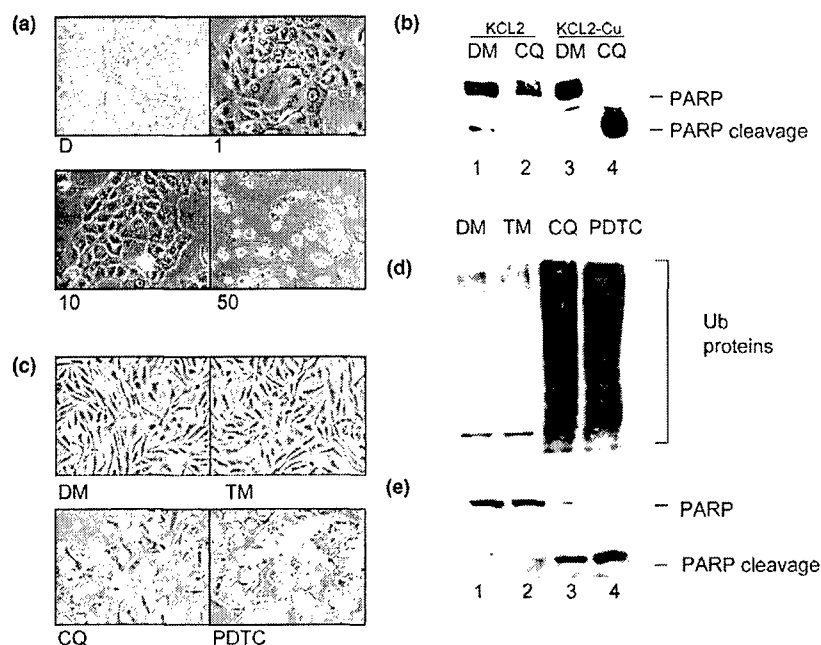 (a)
D
1
10
50
(b)
KCL2 KCL2-Cu
DM CQ DM CQ
PARP
PARP cleavage
1 2 3 4
(c)
DM
TM
CQ
PDTC
(d)
DM TM CQ PDTC
Ub
proteins
(e)
PARP
PARP cleavage
1 2 3 4